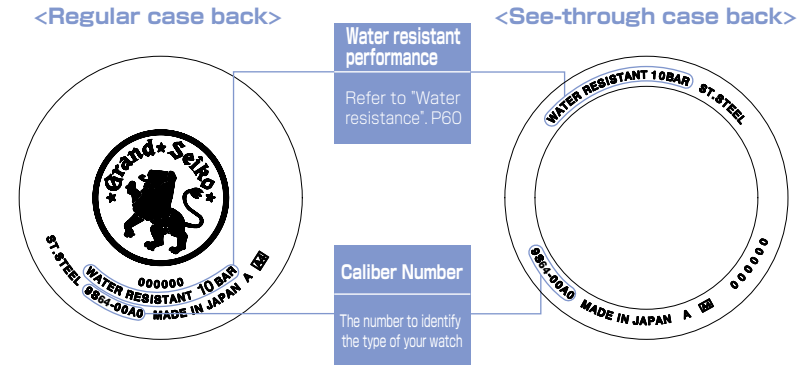 <Regular case back>
<See-through case back>
Water resistant
performance
Refer to "Water
resistance". P60
Grand★Seiko
000000
WATER RESISTANT 10 BAR
ST.STEEL 9S64-00A0 MADE IN JAPAN A
Caliber Number
The number to identify
the type of your watch
WATER RESISTANT 10BAR ST.STEEL
9S64-00A0 MADE IN JAPAN A
000000